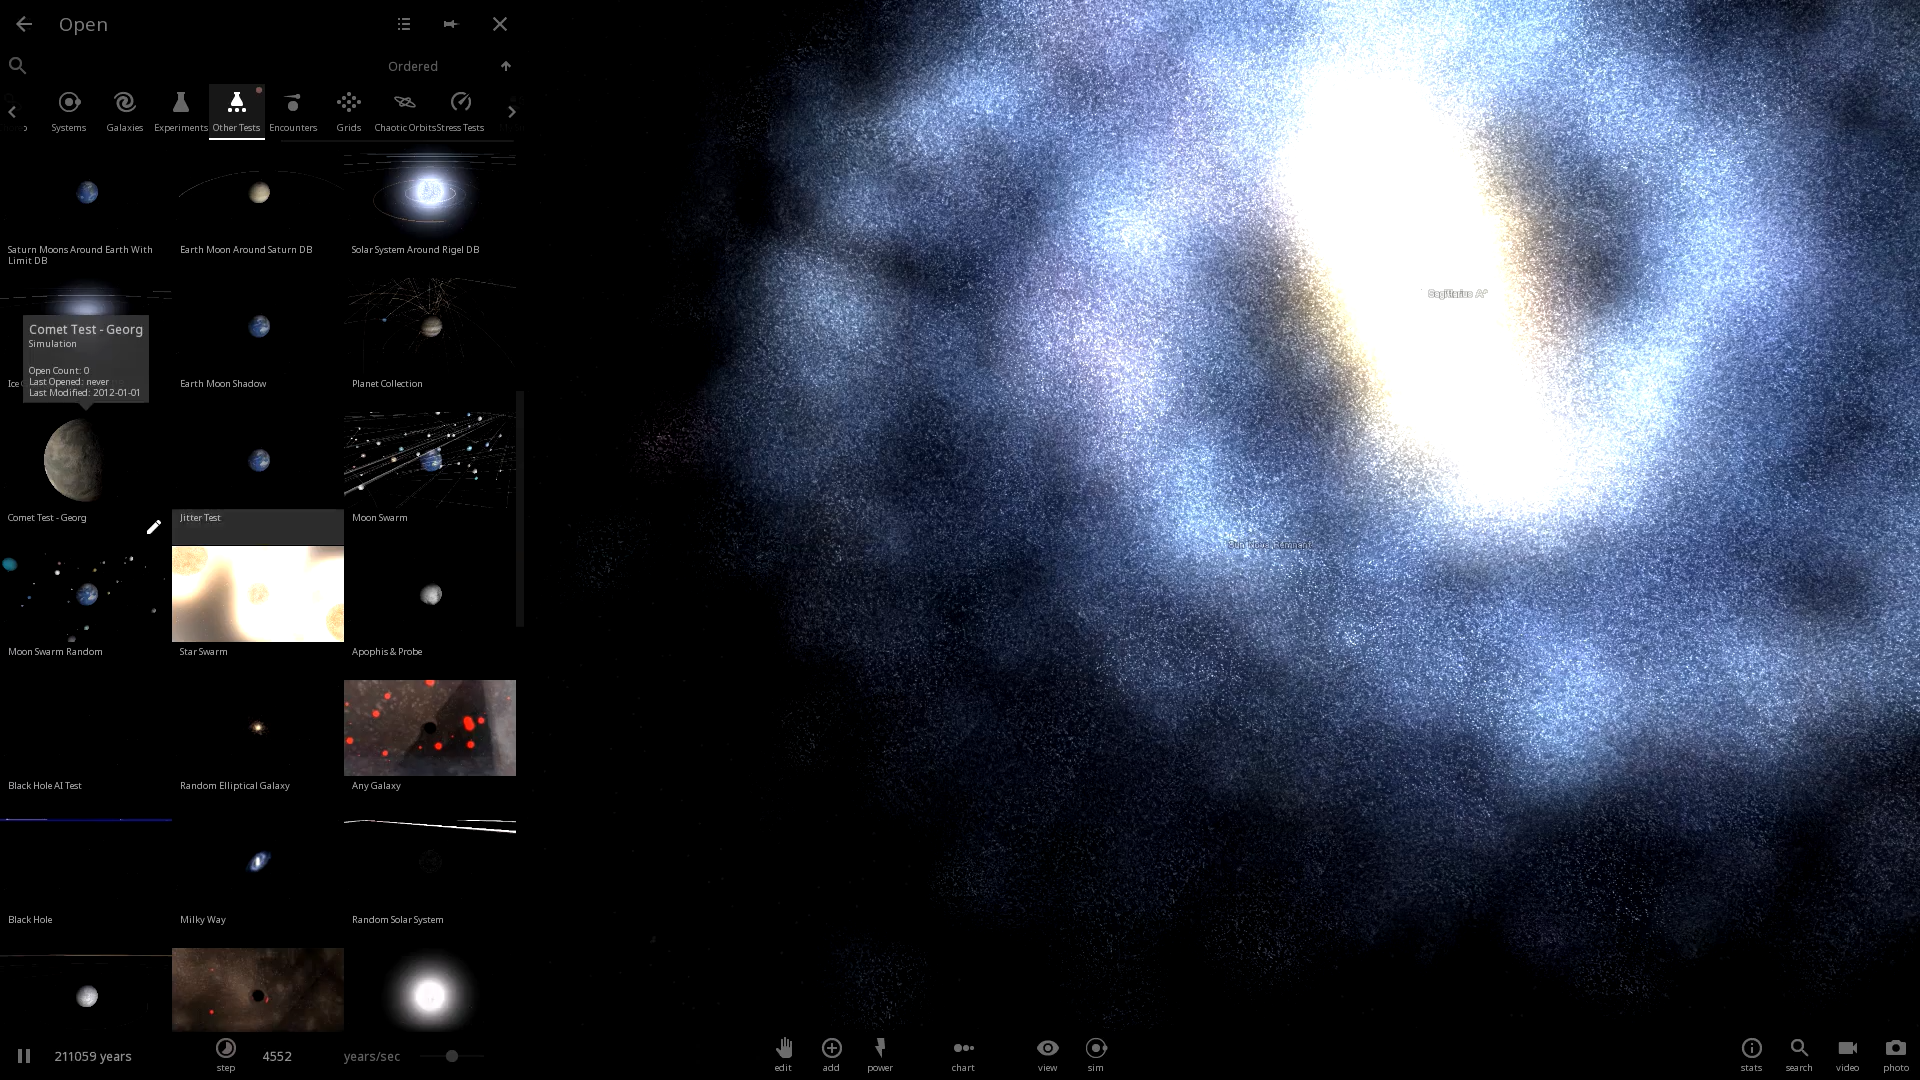 Open
Ordered
Systems
Galaxies
Experiments
Other Tests
Encounters
Grids
Chaotic Orbits
Stress Tests
Saturn Moons Around Earth With
Limit DB
Earth Moon Around Saturn DB
Solar System Around Rigel DB
Comet Test - Georg
Simulation
Open Count: 0
Last Opened: never
Last Modified: 2012-01-01
Ice
Earth Moon Shadow
Planet Collection
Comet Test - Georg
Jitter Test
Moon Swarm
Moon Swarm Random
Star Swarm
Apophis & Probe
Black Hole AI Test
Random Elliptical Galaxy
Any Galaxy
Black Hole
Milky Way
Random Solar System
Sagittarius A*
211059 years
step
4552
years/sec
edit
add
power
chart
view
sim
stats
search
video
photo